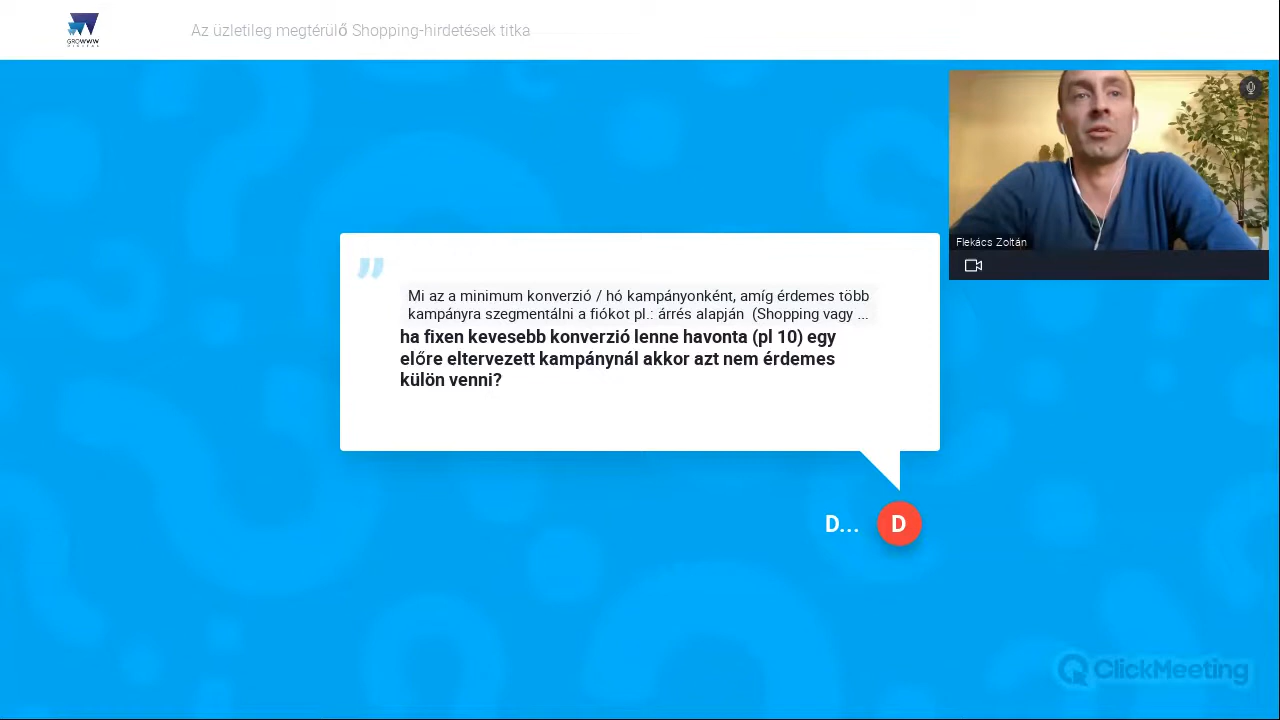 GROWWW
DIGITAL
Az üzletileg megtérülő Shopping-hirdetések titka
Flekács Zoltán
”
Mi az a minimum konverzió / hó kampányonként, amíg érdemes több
kampányra szegmentálni a fiókot pl.: árrés alapján (Shopping vagy ...
ha fixen kevesebb konverzió lenne havonta (pl 10) egy
előre eltervezett kampánynál akkor azt nem érdemes
külön venni?
D... D
ClickMeeting